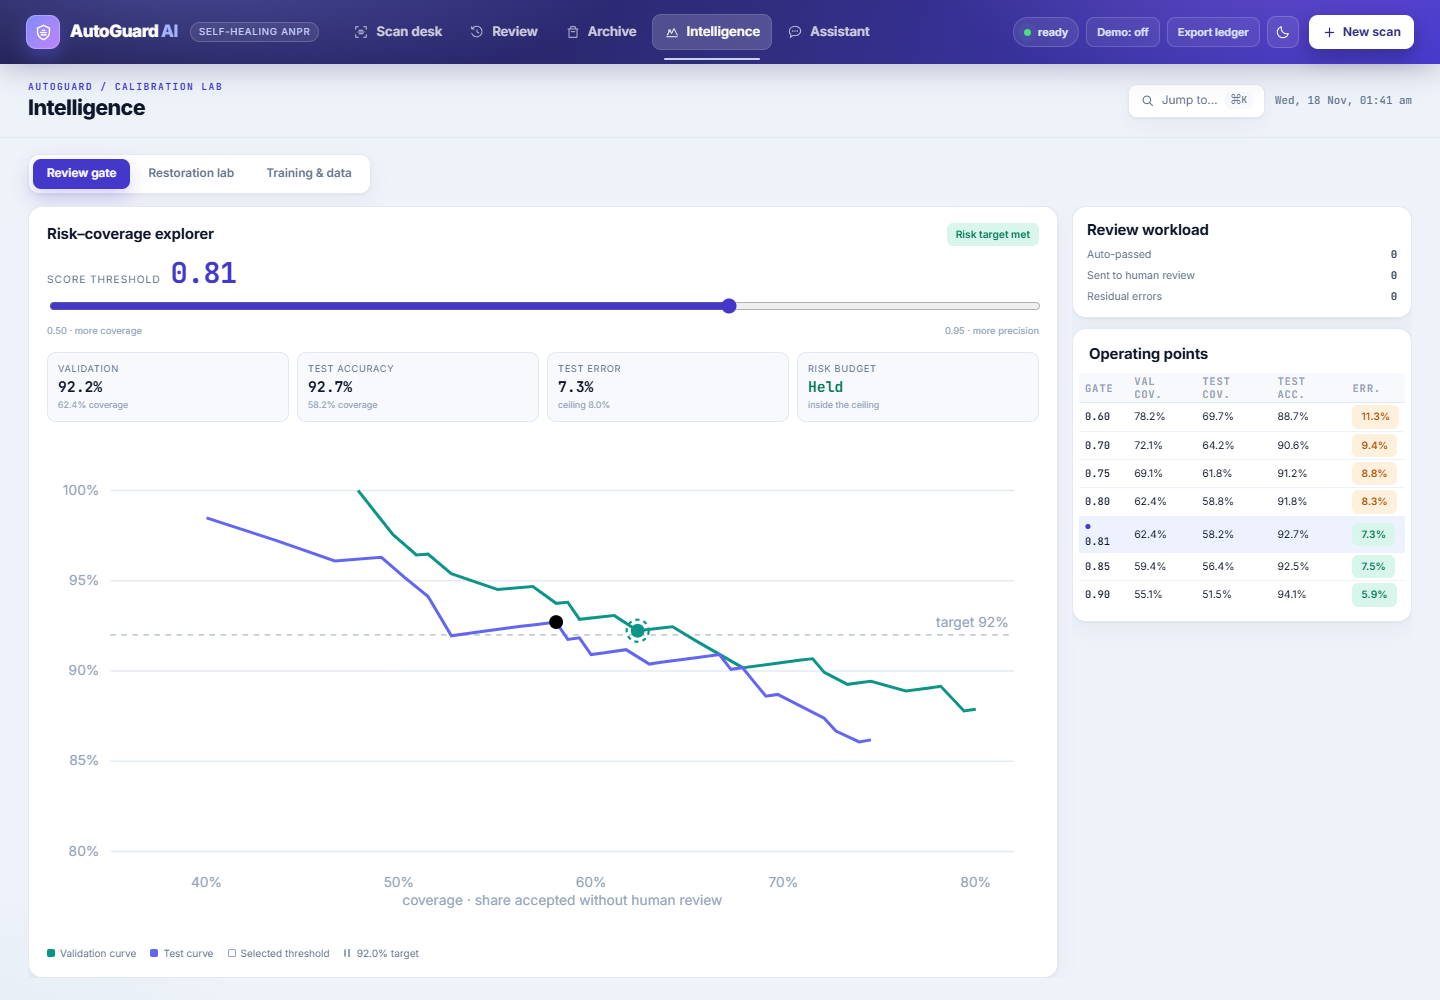 AutoGuard AI
SELF-HEALING ANPR
Scan desk
Review
Archive
Intelligence
Assistant
ready
Demo: off
Export ledger
New scan
AUTOGUARD / CALIBRATION LAB
Intelligence
Jump to... ⌘K
Wed, 18 Nov, 01:41 am
Review gate
Restoration lab
Training & data
Risk–coverage explorer
Risk target met
SCORE THRESHOLD 0.81
0.50 · more coverage
0.95 · more precision
VALIDATION
92.2%
62.4% coverage
TEST ACCURACY
92.7%
58.2% coverage
TEST ERROR
7.3%
ceiling 8.0%
RISK BUDGET
Held
inside the ceiling
100%
95%
target 92%
90%
85%
80%
40% 50% 60% 70% 80%
coverage · share accepted without human review
Validation curve
Test curve
Selected threshold
92.0% target
Review workload
Auto-passed 0
Sent to human review 0
Residual errors 0
Operating points
GATE VAL COV. TEST COV. TEST ACC. ERR.
0.60 78.2% 69.7% 88.7% 11.3%
0.70 72.1% 64.2% 90.6% 9.4%
0.75 69.1% 61.8% 91.2% 8.8%
0.80 62.4% 58.8% 91.8% 8.3%
● 0.81 62.4% 58.2% 92.7% 7.3%
0.85 59.4% 56.4% 92.5% 7.5%
0.90 55.1% 51.5% 94.1% 5.9%